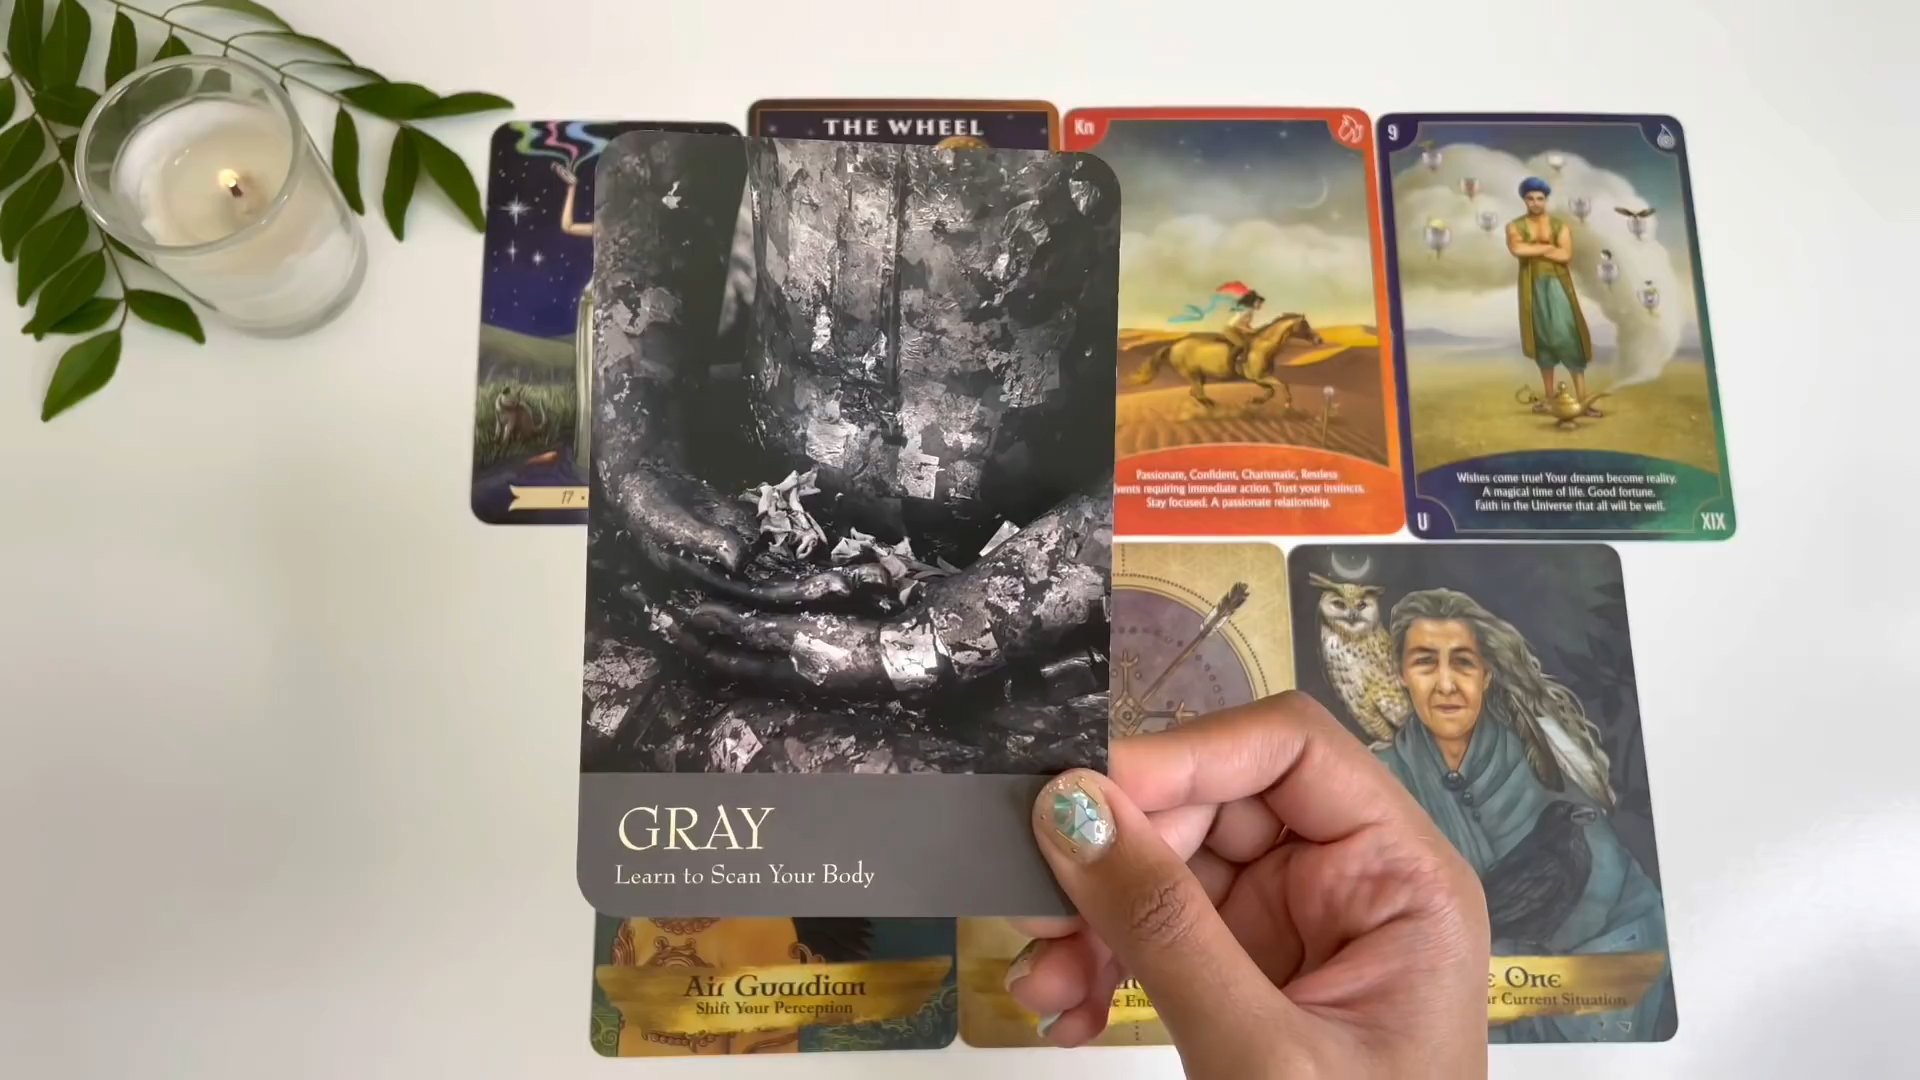 THE WHEEL
Kn
9
17 •
Passionate, Confident, Charismatic, Restless
requiring immediate action. Trust your instincts.
Stay focused. A passionate relationship.
Wishes come true! Your dreams become reality.
A magical time of life. Good fortune.
Faith in the Universe that all will be well.
U
XIX
GRAY
Learn to Scan Your Body
Air Guardian
Shift Your Perception
One
Current Situation